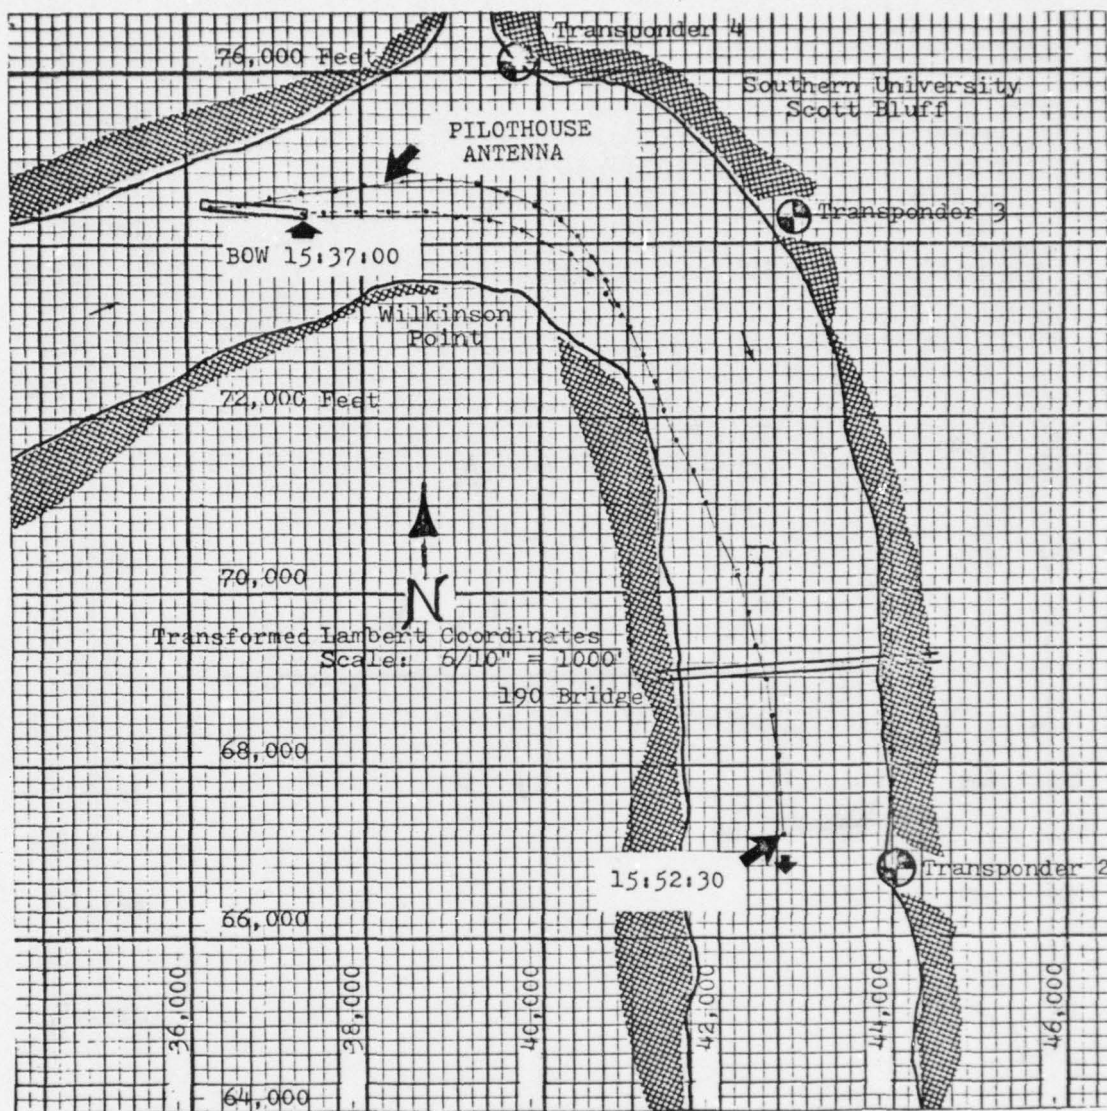 Transponder 4
76,000 Feet
Southern University
Scott Bluff
PILOTHOUSE
ANTENNA
Transponder 3
BOW 15:37:00
Wilkinson
Point
72,000 Feet
70,000
N
Transformed Lambert Coordinates
Scale: 6/10" = 1000'
190 Bridge
68,000
15:52:30
Transponder 2
66,000
36,000
38,000
40,000
42,000
44,000
46,000
64,000